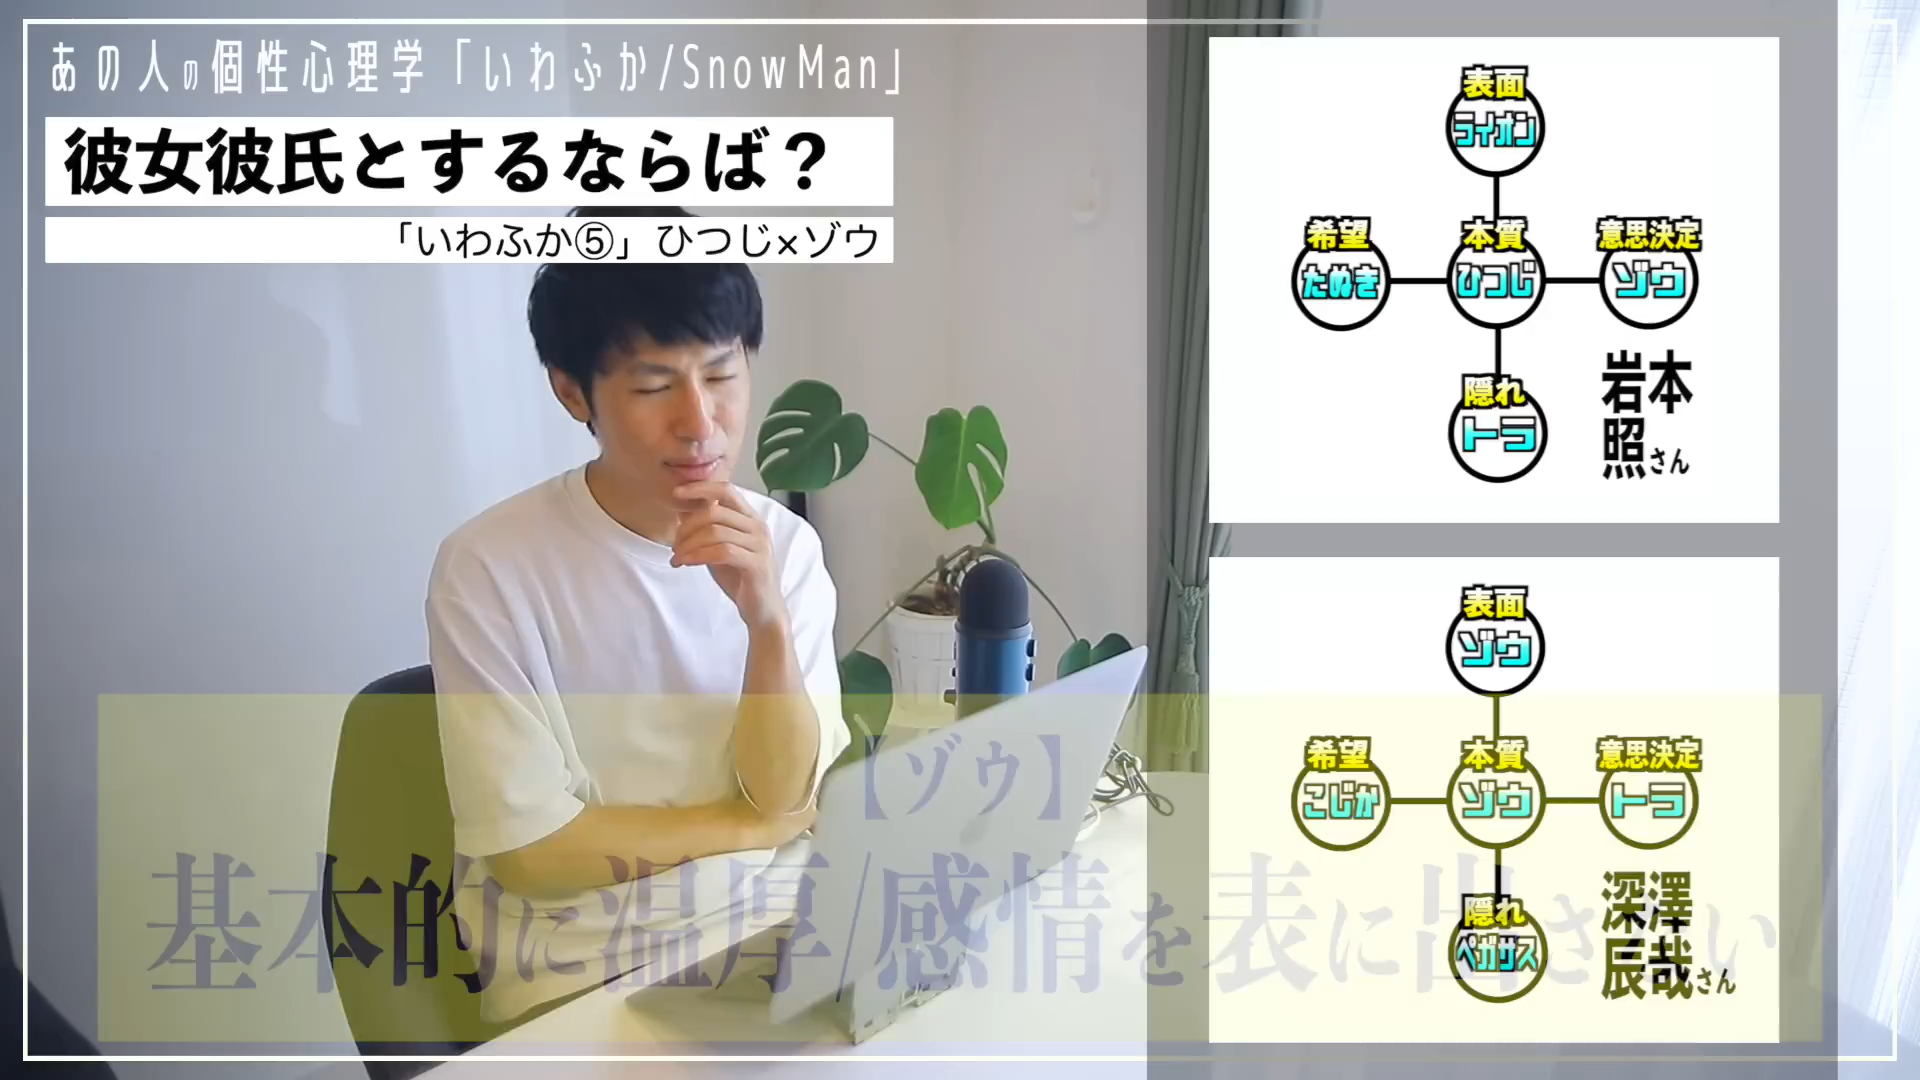 あの人の個性心理学「いわふか/SnowMan」
彼女彼氏とするならば？
「いわふか⑤」ひつじ×ゾウ
表面
ライオン
希望
たぬき
本質
ひつじ
意思決定
ゾウ
隠れ
トラ
岩本
照さん
表面
ゾウ
希望
こじか
本質
ゾウ
意思決定
トラ
隠れ
ペガサス
深澤
辰哉さん
【ゾウ】
基本的に温厚/感情を表に出さない